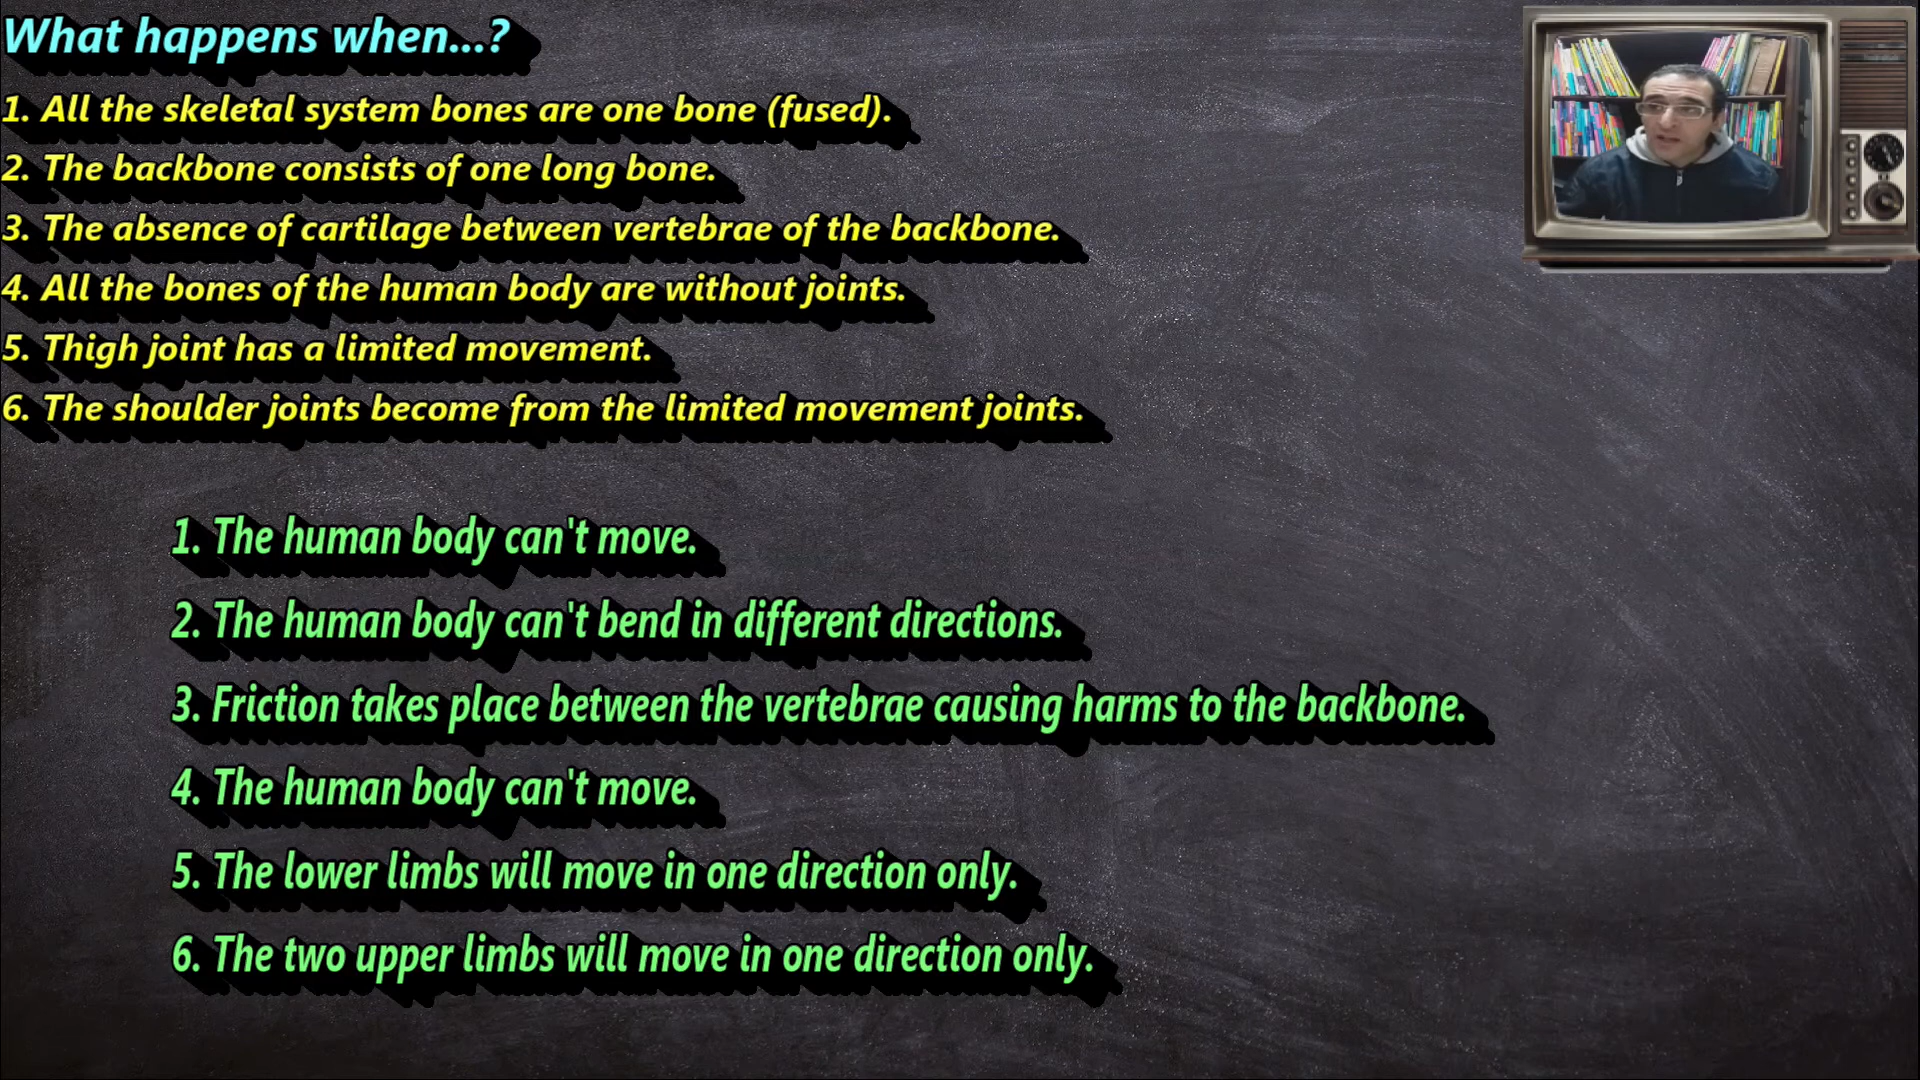 What happens when...?
1. All the skeletal system bones are one bone (fused).
2. The backbone consists of one long bone.
3. The absence of cartilage between vertebrae of the backbone.
4. All the bones of the human body are without joints.
5. Thigh joint has a limited movement.
6. The shoulder joints become from the limited movement joints.
1. The human body can't move.
2. The human body can't bend in different directions.
3. Friction takes place between the vertebrae causing harms to the backbone.
4. The human body can't move.
5. The lower limbs will move in one direction only.
6. The two upper limbs will move in one direction only.